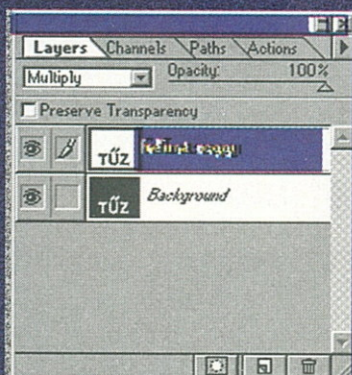 Layers Channels Paths Actions
Multiply Opacity: 100%
Preserve Transparency
TŰZ
TŰZ Background